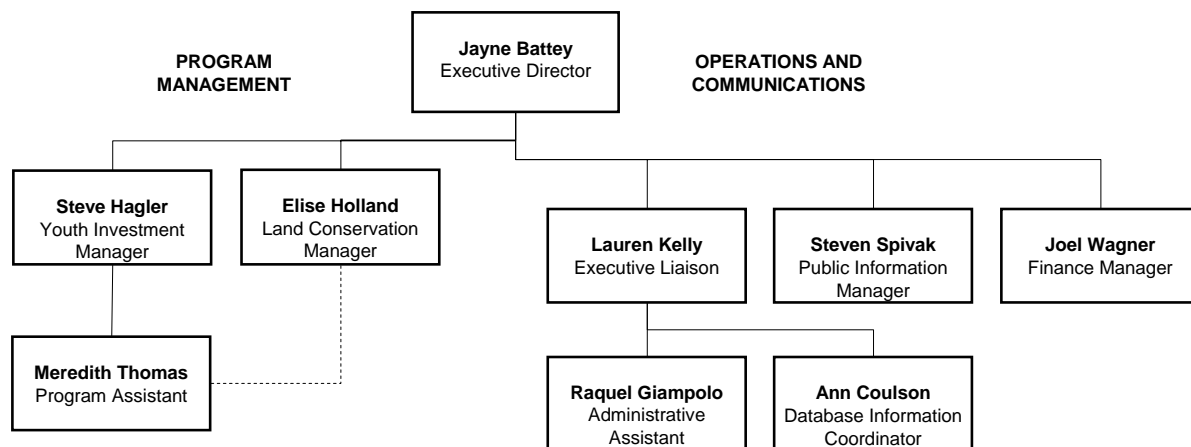 Jayne Battey
Executive Director
PROGRAM
MANAGEMENT
OPERATIONS AND
COMMUNICATIONS
Steve Hagler
Youth Investment
Manager
Elise Holland
Land Conservation
Manager
Lauren Kelly
Executive Liaison
Steven Spivak
Public Information
Manager
Joel Wagner
Finance Manager
Meredith Thomas
Program Assistant
Raquel Giampolo
Administrative
Assistant
Ann Coulson
Database Information
Coordinator